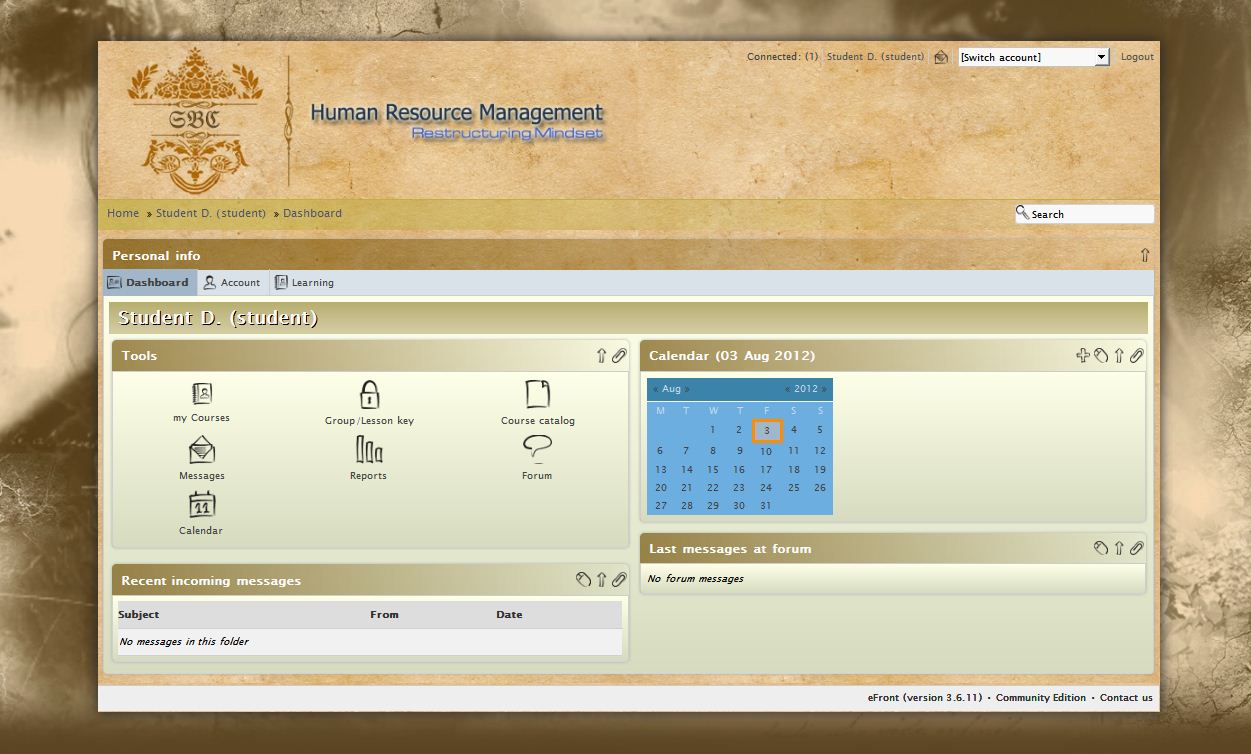 Connected: (1) Student D. (student) [Switch account] Logout
SBC
Human Resource Management
Restructuring Mindset
Home » Student D. (student) » Dashboard
Search
Personal info
Dashboard Account Learning
Student D. (student)
Tools
my Courses Group/Lesson key Course catalog
Messages Reports Forum
11
Calendar
Recent incoming messages
Subject From Date
No messages in this folder
Calendar (03 Aug 2012)
« Aug » « 2012 »
M T W T F S S
1 2 3 4 5
6 7 8 9 10 11 12
13 14 15 16 17 18 19
20 21 22 23 24 25 26
27 28 29 30 31
Last messages at forum
No forum messages
eFront (version 3.6.11) • Community Edition • Contact us